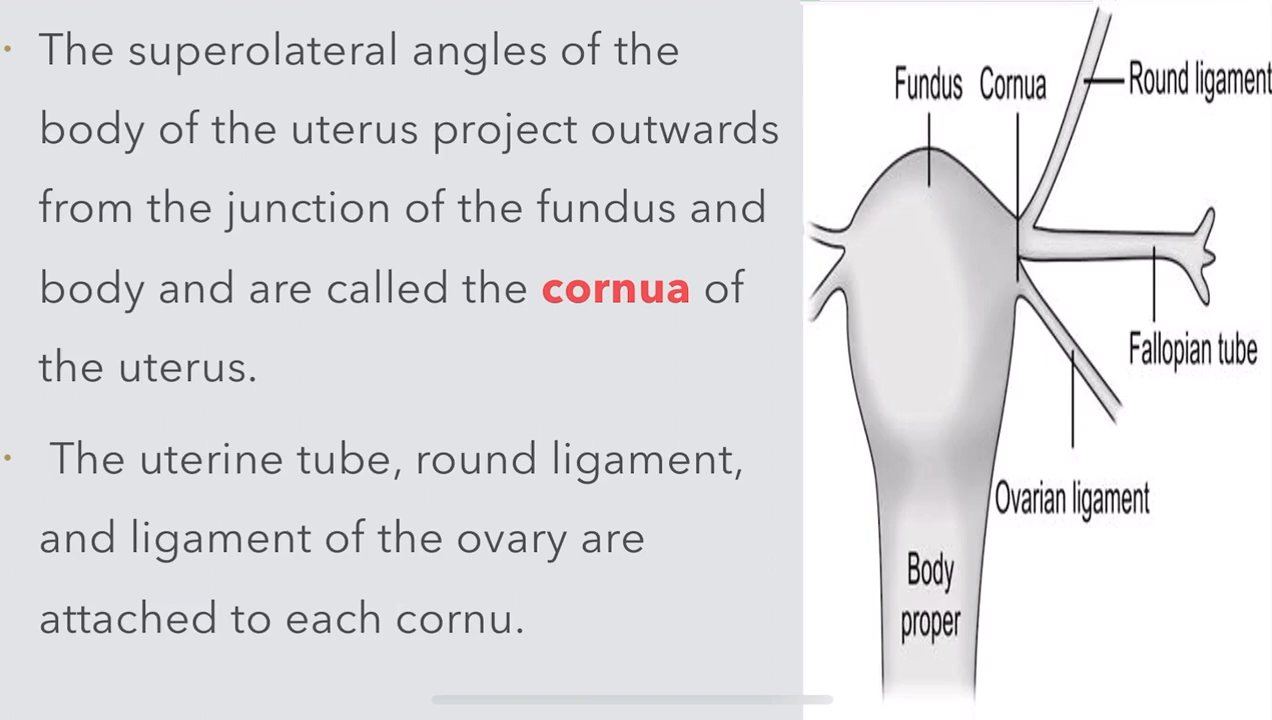 • The superolateral angles of the
body of the uterus project outwards
from the junction of the fundus and
body and are called the cornua of
the uterus.
• The uterine tube, round ligament,
and ligament of the ovary are
attached to each cornu.
Fundus Cornua
Round ligament
Fallopian tube
Ovarian ligament
Body
proper